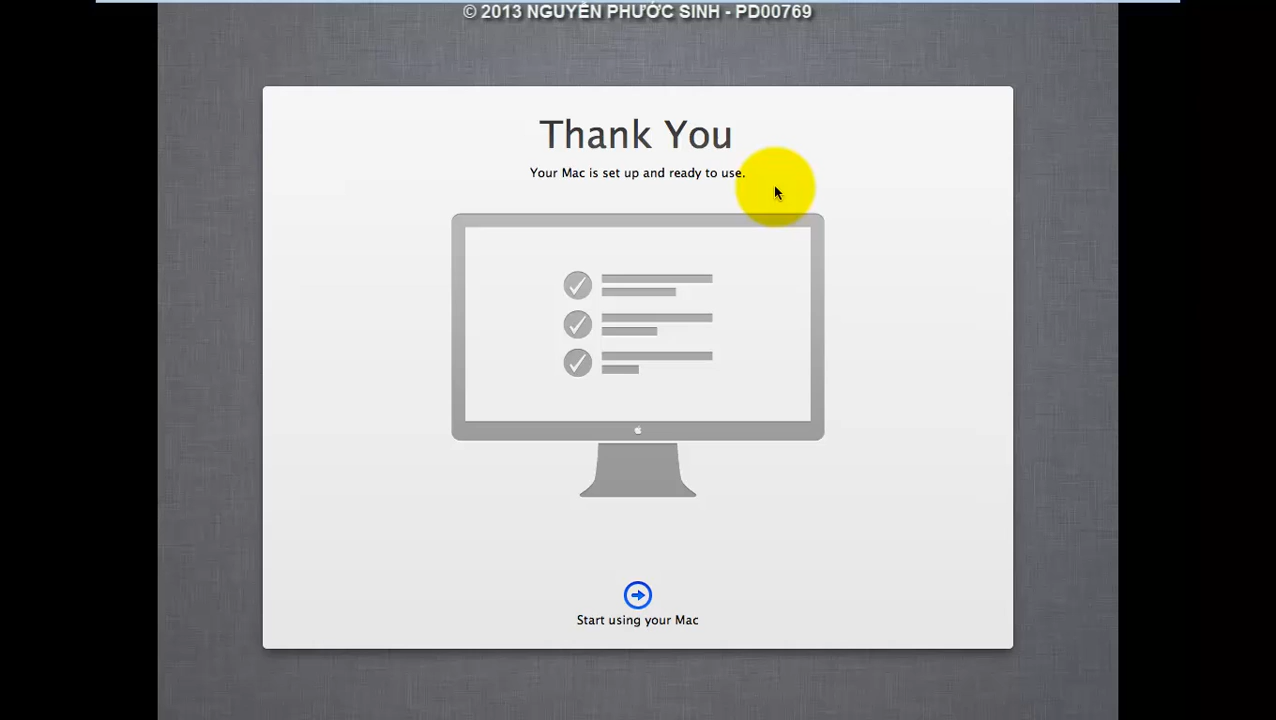 © 2013 NGUYỄN PHƯỚC SINH - PD00769
Thank You
Your Mac is set up and ready to use.
Start using your Mac